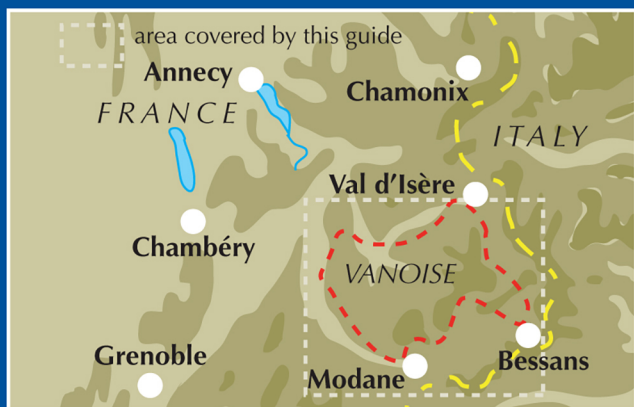 area covered by this guide
Annecy
Chamonix
FRANCE
ITALY
Val d'Isère
Chambéry
VANOISE
Grenoble
Modane
Bessans